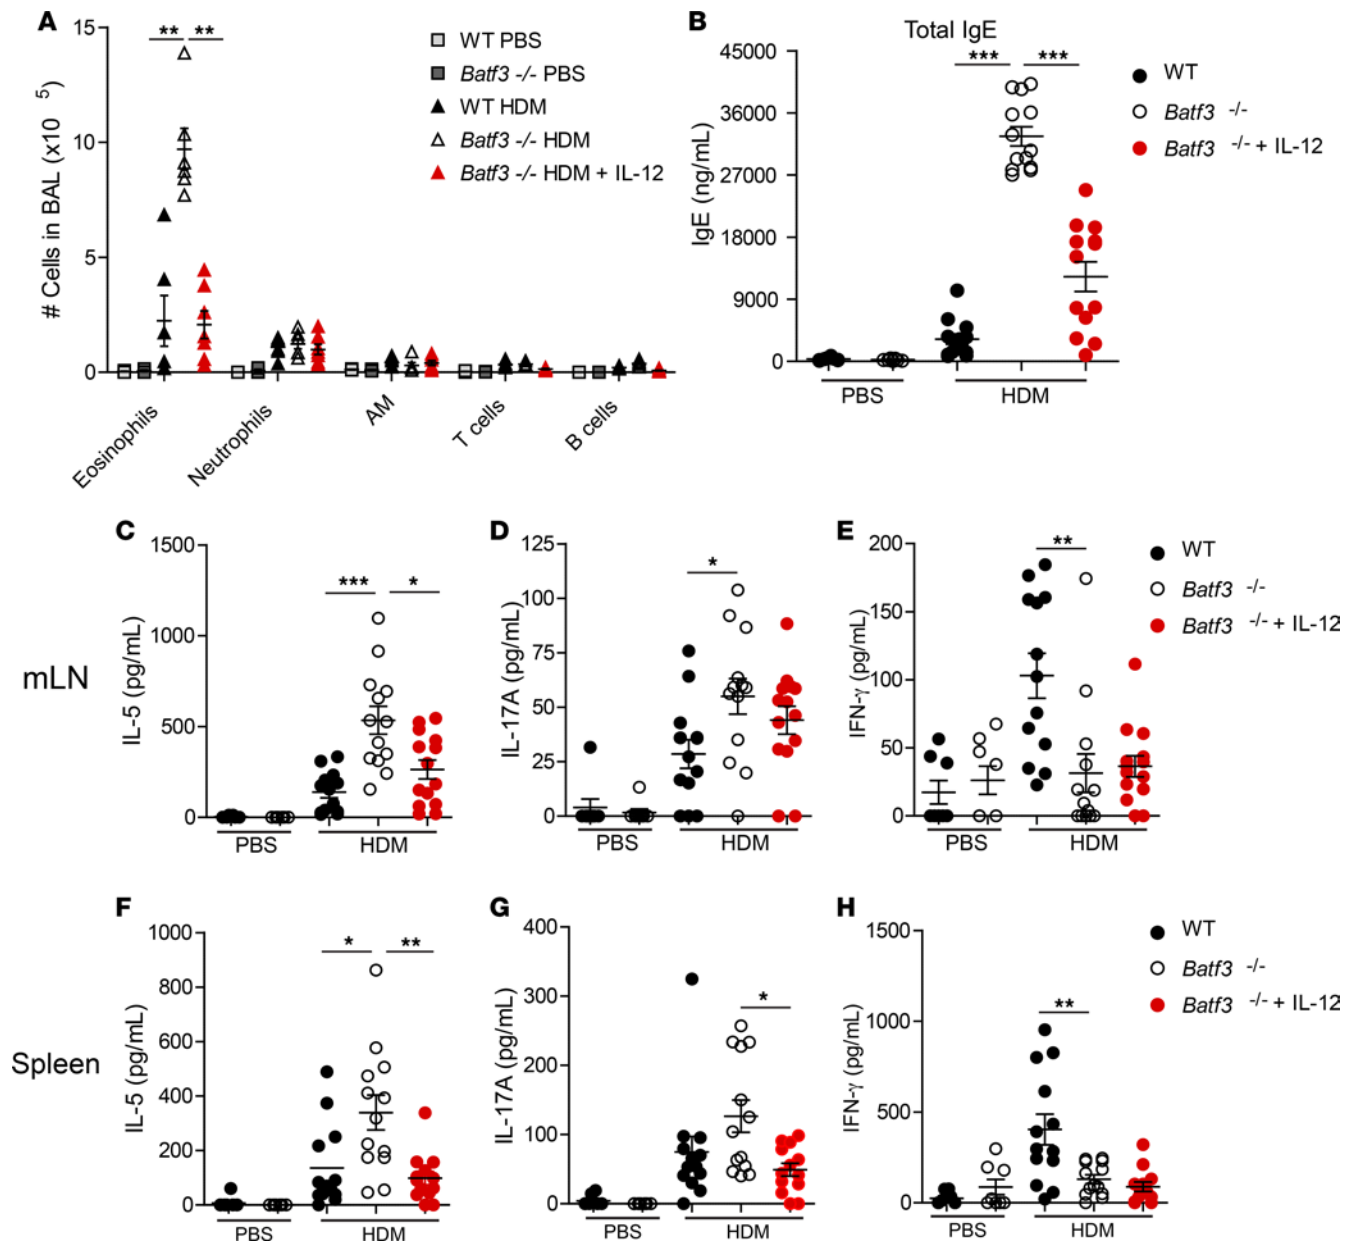 A
15
10
5
0
# Cells in BAL (x10 5)
** **
WT PBS
Batf3 -/- PBS
WT HDM
Batf3 -/- HDM
Batf3 -/- HDM + IL-12
Eosinophils
Neutrophils
AM
T cells
B cells
B
Total IgE
45000
36000
27000
18000
9000
0
IgE (ng/mL)
*** ***
PBS HDM
WT
Batf3 -/-
Batf3 -/- + IL-12
mLN
C
1500
1000
500
0
IL-5 (pg/mL)
*** *
PBS HDM
D
125
100
75
50
25
0
IL-17A (pg/mL)
*
PBS HDM
E
200
150
100
50
0
IFN-γ (pg/mL)
**
PBS HDM
WT
Batf3 -/-
Batf3 -/- + IL-12
Spleen
F
1000
800
600
400
200
0
IL-5 (pg/mL)
* **
PBS HDM
G
400
300
200
100
0
IL-17A (pg/mL)
*
PBS HDM
H
1500
1000
500
0
IFN-γ (pg/mL)
**
PBS HDM
WT
Batf3 -/-
Batf3 -/- + IL-12